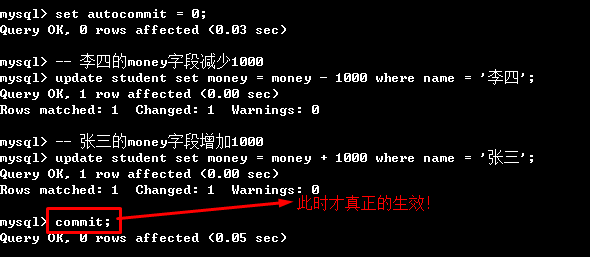 mysql> set autocommit = 0;
Query OK, 0 rows affected (0.03 sec)
mysql> -- 李四的money字段减少1000
mysql> update student set money = money - 1000 where name = '李四';
Query OK, 1 row affected (0.00 sec)
Rows matched: 1  Changed: 1  Warnings: 0
mysql> -- 张三的money字段增加1000
mysql> update student set money = money + 1000 where name = '张三';
Query OK, 1 row affected (0.00 sec)
Rows matched: 1  Changed: 1  Warnings: 0
此时才真正的生效!
mysql> commit;
Query OK, 0 rows affected (0.05 sec)